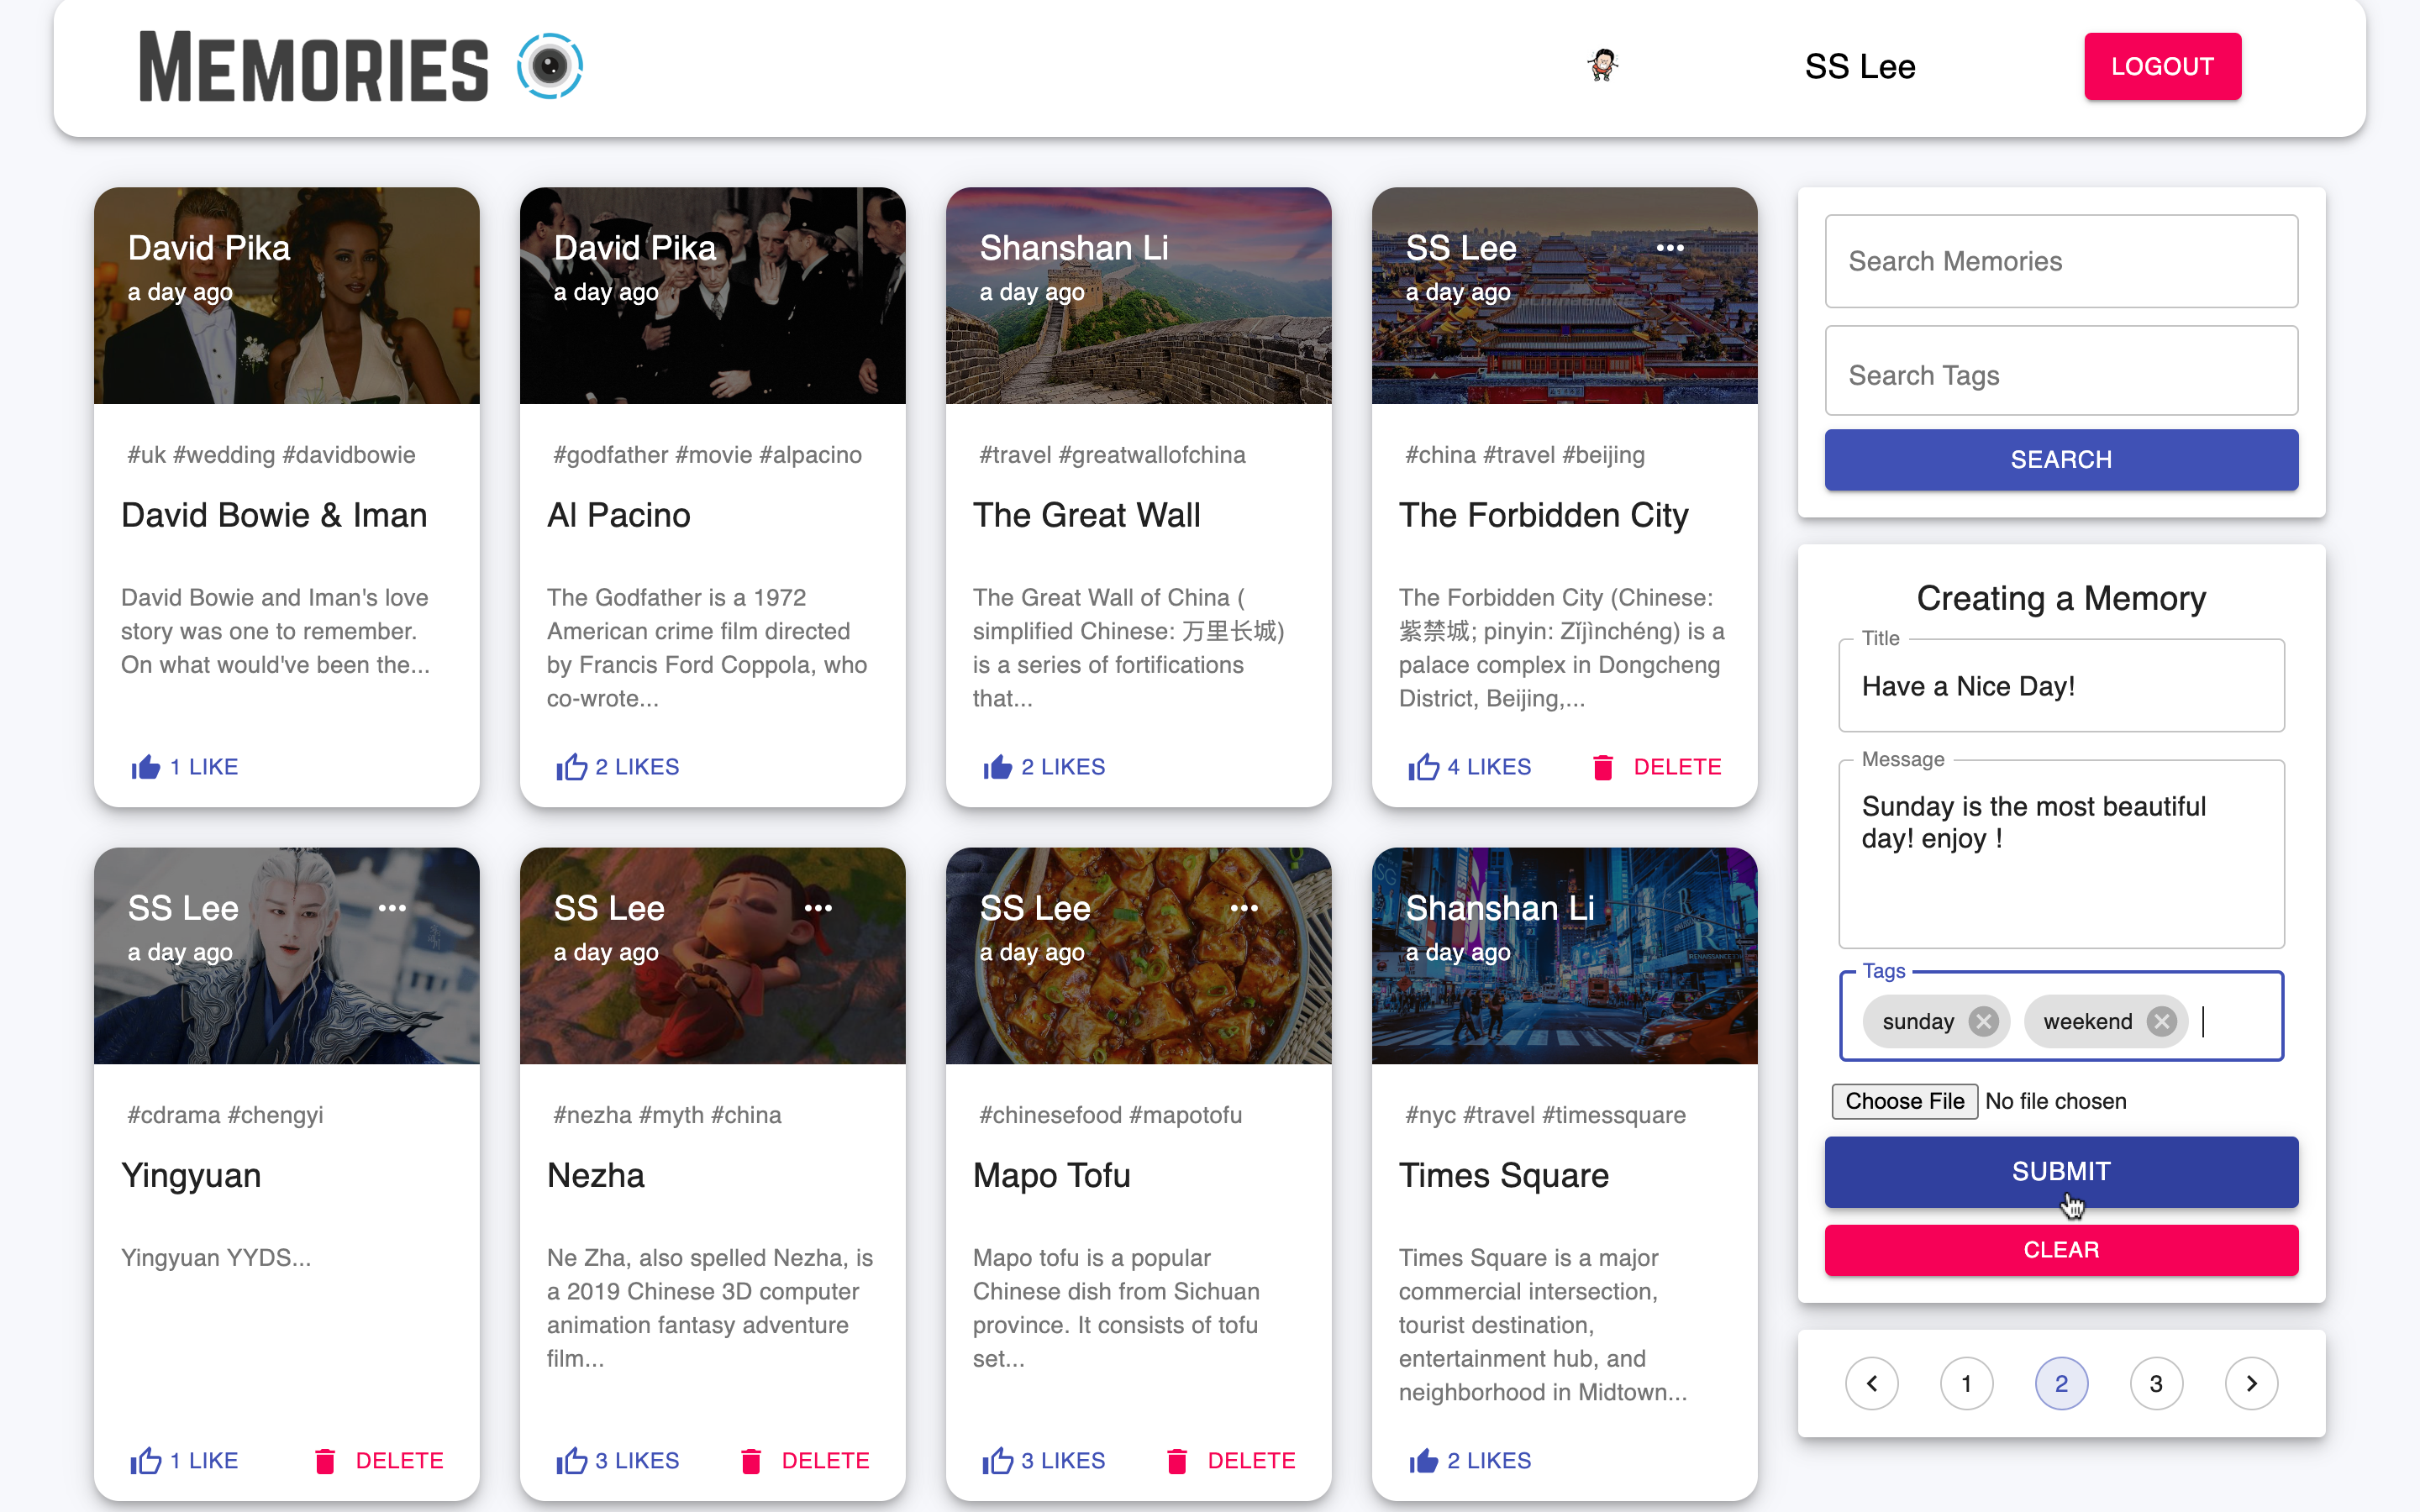 MEMORIES
SS Lee
LOGOUT
David Pika
a day ago
#uk #wedding #davidbowie
David Bowie & Iman
David Bowie and Iman's love
story was one to remember.
On what would've been the...
1 LIKE
David Pika
a day ago
#godfather #movie #alpacino
Al Pacino
The Godfather is a 1972
American crime film directed
by Francis Ford Coppola, who
co-wrote...
2 LIKES
Shanshan Li
a day ago
#travel #greatwallofchina
The Great Wall
The Great Wall of China (
simplified Chinese: 万里长城)
is a series of fortifications
that...
2 LIKES
SS Lee
a day ago
#china #travel #beijing
The Forbidden City
The Forbidden City (Chinese:
紫禁城; pinyin: Zǐjìnchéng) is a
palace complex in Dongcheng
District, Beijing,...
4 LIKES
DELETE
SS Lee
a day ago
#cdrama #chengyi
Yingyuan
Yingyuan YYDS...
1 LIKE
DELETE
SS Lee
a day ago
#nezha #myth #china
Nezha
Ne Zha, also spelled Nezha, is
a 2019 Chinese 3D computer
animation fantasy adventure
film...
3 LIKES
DELETE
SS Lee
a day ago
#chinesefood #mapotofu
Mapo Tofu
Mapo tofu is a popular
Chinese dish from Sichuan
province. It consists of tofu
set...
3 LIKES
DELETE
Shanshan Li
a day ago
RENAISSANCE
#nyc #travel #timessquare
Times Square
Times Square is a major
commercial intersection,
tourist destination,
entertainment hub, and
neighborhood in Midtown...
2 LIKES
Search Memories
Search Tags
SEARCH
Creating a Memory
Title
Have a Nice Day!
Message
Sunday is the most beautiful
day! enjoy !
Tags
sunday weekend
Choose File No file chosen
SUBMIT
CLEAR
1 2 3